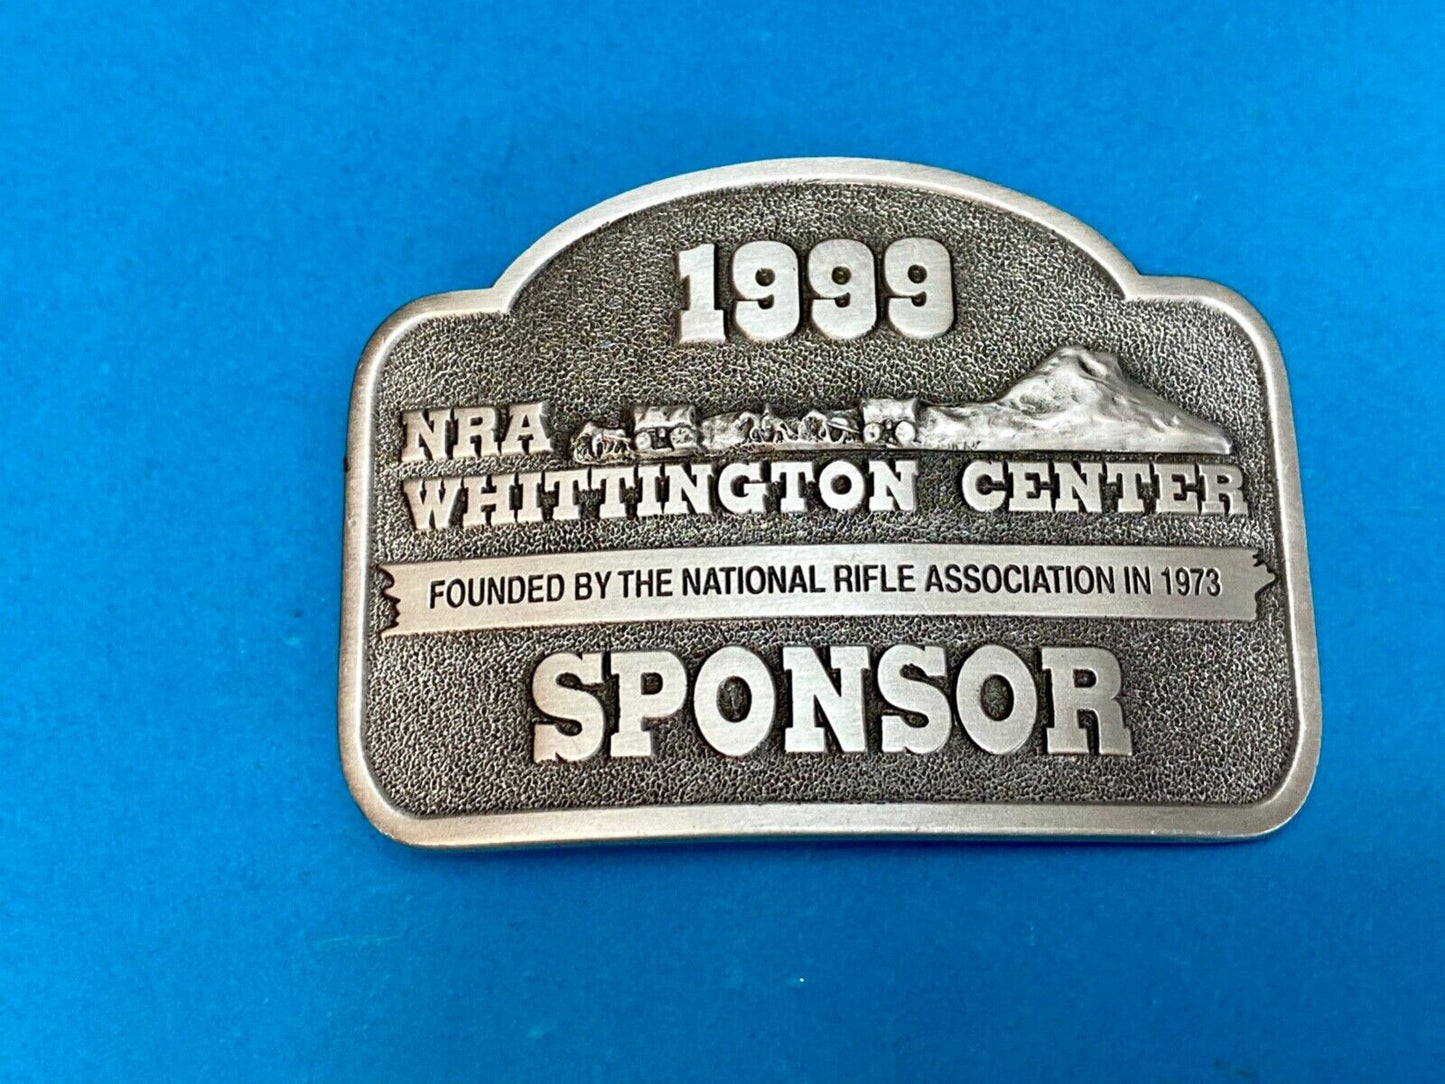 1999
NRA
WHITTINGTON CENTER
FOUNDED BY THE NATIONAL RIFLE ASSOCIATION IN 1973
SPONSOR